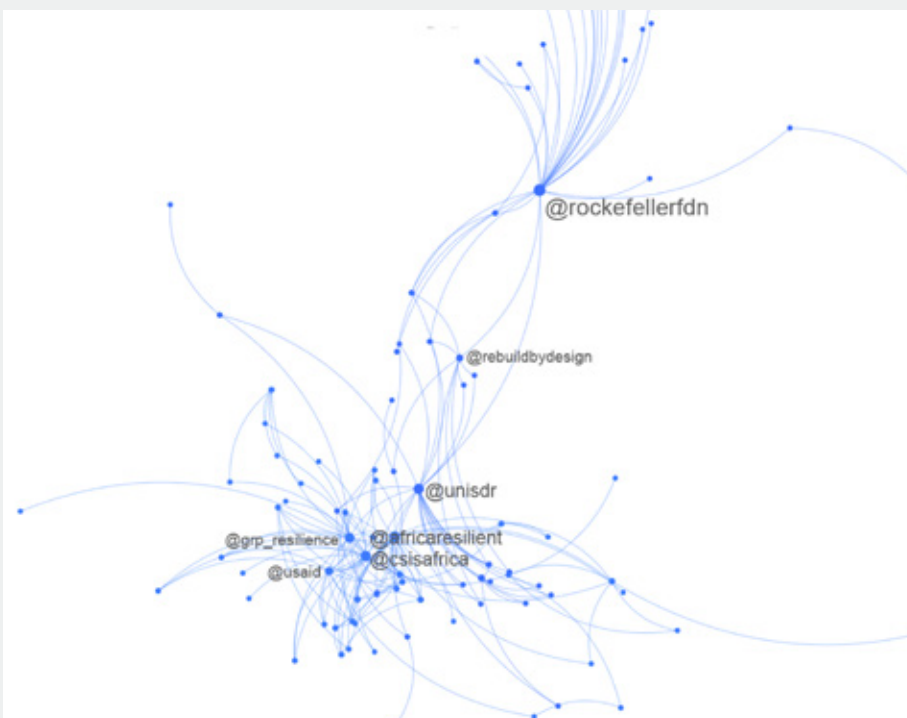 @rockefellerfdn
@rebuildbydesign
@unisdr
@africaresilient
@grp_resilience
@csisafrica
@usaid